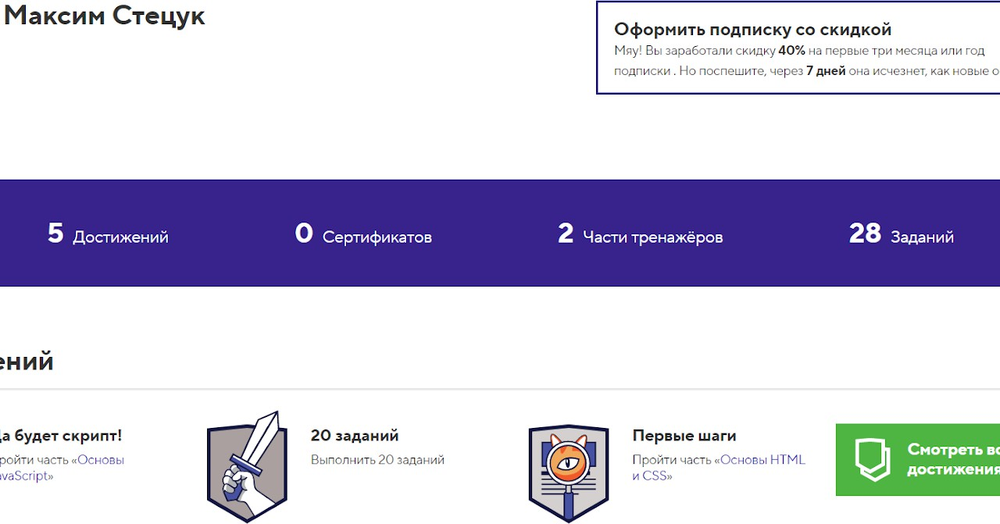 Максим Стецук
Оформить подписку со скидкой
Мяу! Вы заработали скидку 40% на первые три месяца или год
подписки . Но поспешите, через 7 дней она исчезнет, как новые
5 Достижений
0 Сертификатов
2 Части тренажёров
28 Заданий
ений
Да будет скрипт!
ройти часть «Основы
avaScript»
20 заданий
Выполнить 20 заданий
Первые шаги
Пройти часть «Основы HTML
и CSS»
Смотреть вс
достижения